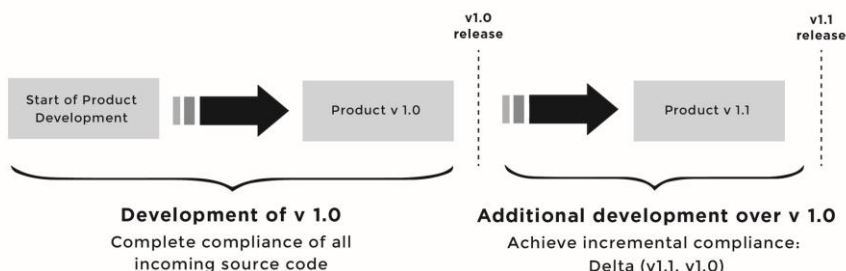 v1.0
release
v1.1
release
Start of Product
Development
Product v 1.0
Product v 1.1
Development of v 1.0
Complete compliance of all
incoming source code
Additional development over v 1.0
Achieve incremental compliance:
Delta (v1.1, v1.0)